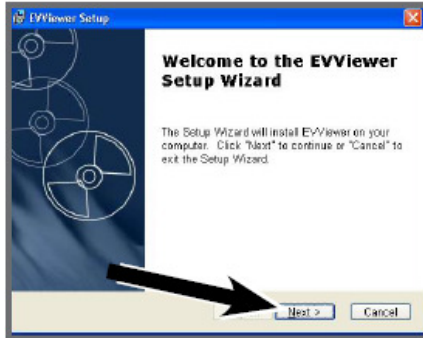 EVViewer Setup
Welcome to the EVViewer
Setup Wizard
The Setup Wizard will install EVViewer on your
computer. Click "Next" to continue or "Cancel" to
exit the Setup Wizard.
Next >
Cancel